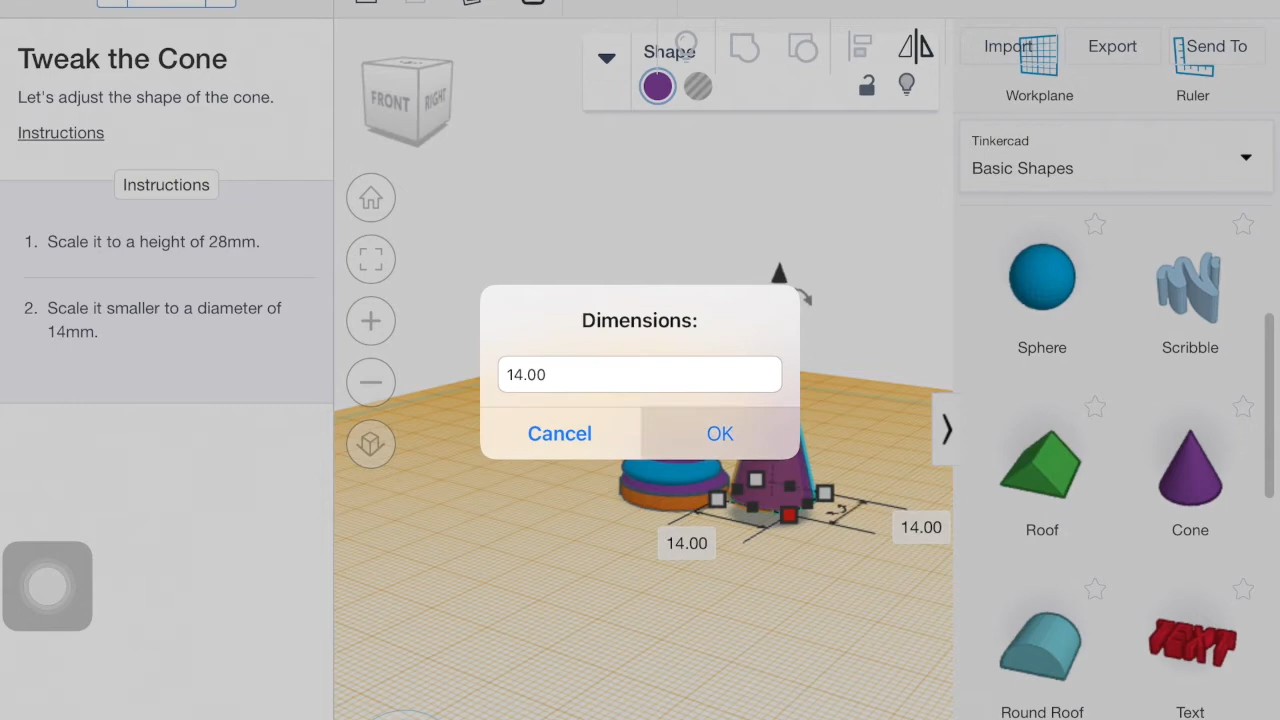 Tweak the Cone
Let's adjust the shape of the cone.
Instructions
Instructions
1. Scale it to a height of 28mm.
2. Scale it smaller to a diameter of
14mm.
FRONT
RIGHT
Shape
Import
Export
Send To
Workplane
Ruler
Tinkercad
Basic Shapes
Dimensions:
14.00
Cancel
OK
14.00
14.00
Sphere
Scribble
Roof
Cone
TEXT
Round Roof
Text